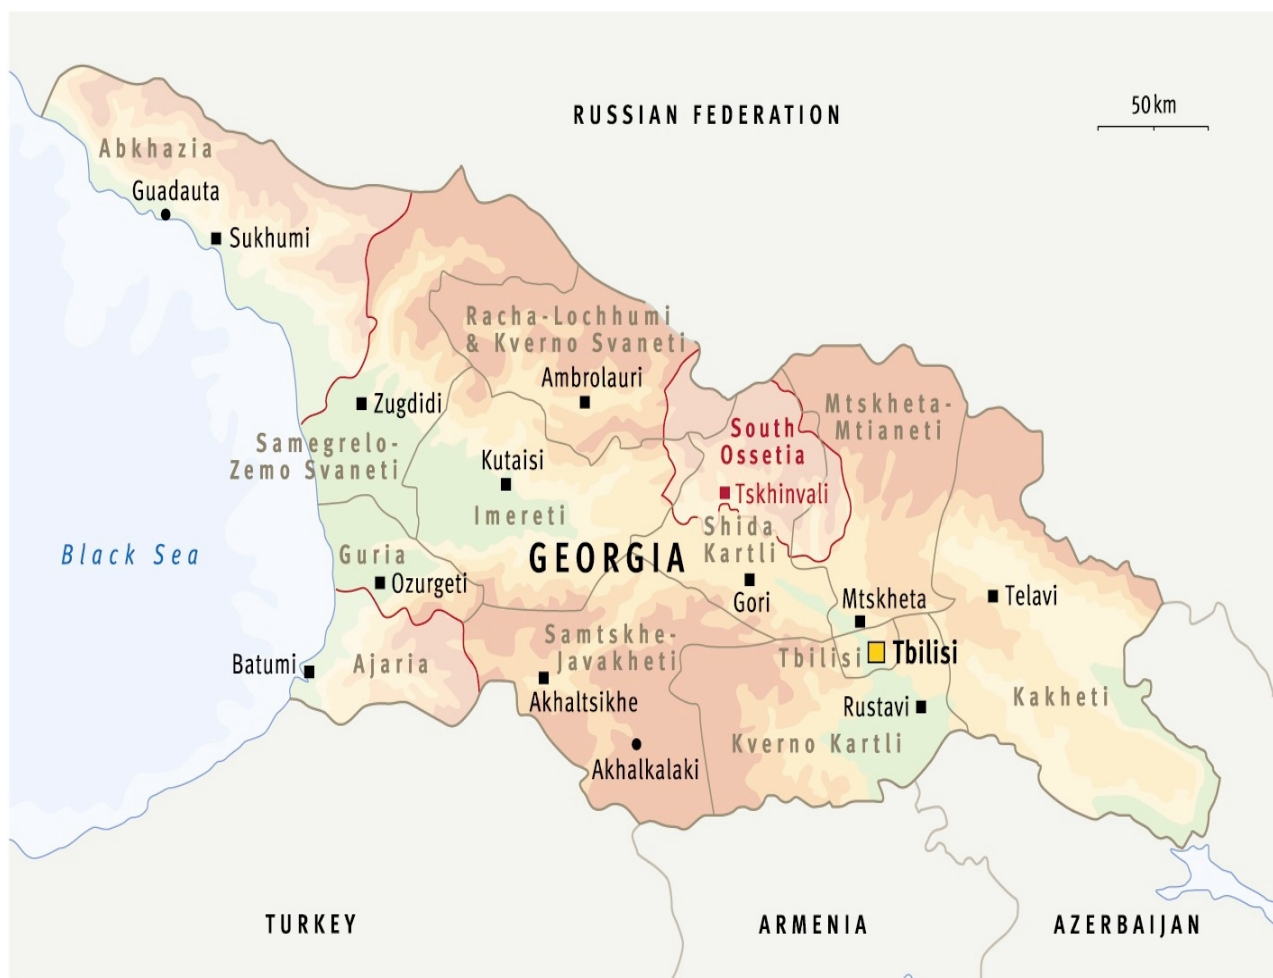 50 km
RUSSIAN FEDERATION
Abkhazia
Guadauta
Sukhumi
Racha-Lochhumi
& Kverno Svaneti
Ambrolauri
Zugdidi
Mtskheta-
Mtianeti
Samegrelo-
Zemo Svaneti
South
Ossetia
Kutaisi
Tskhinvali
Imereti
Shida
Kartli
Black Sea
Guria
GEORGIA
Ozurgeti
Gori
Mtskheta
Telavi
Samtskhe-
Javakheti
Tbilisi
Tbilisi
Batumi
Ajaria
Akhaltsikhe
Rustavi
Kakheti
Kverno Kartli
Akhalkalaki
TURKEY
ARMENIA
AZERBAIJAN